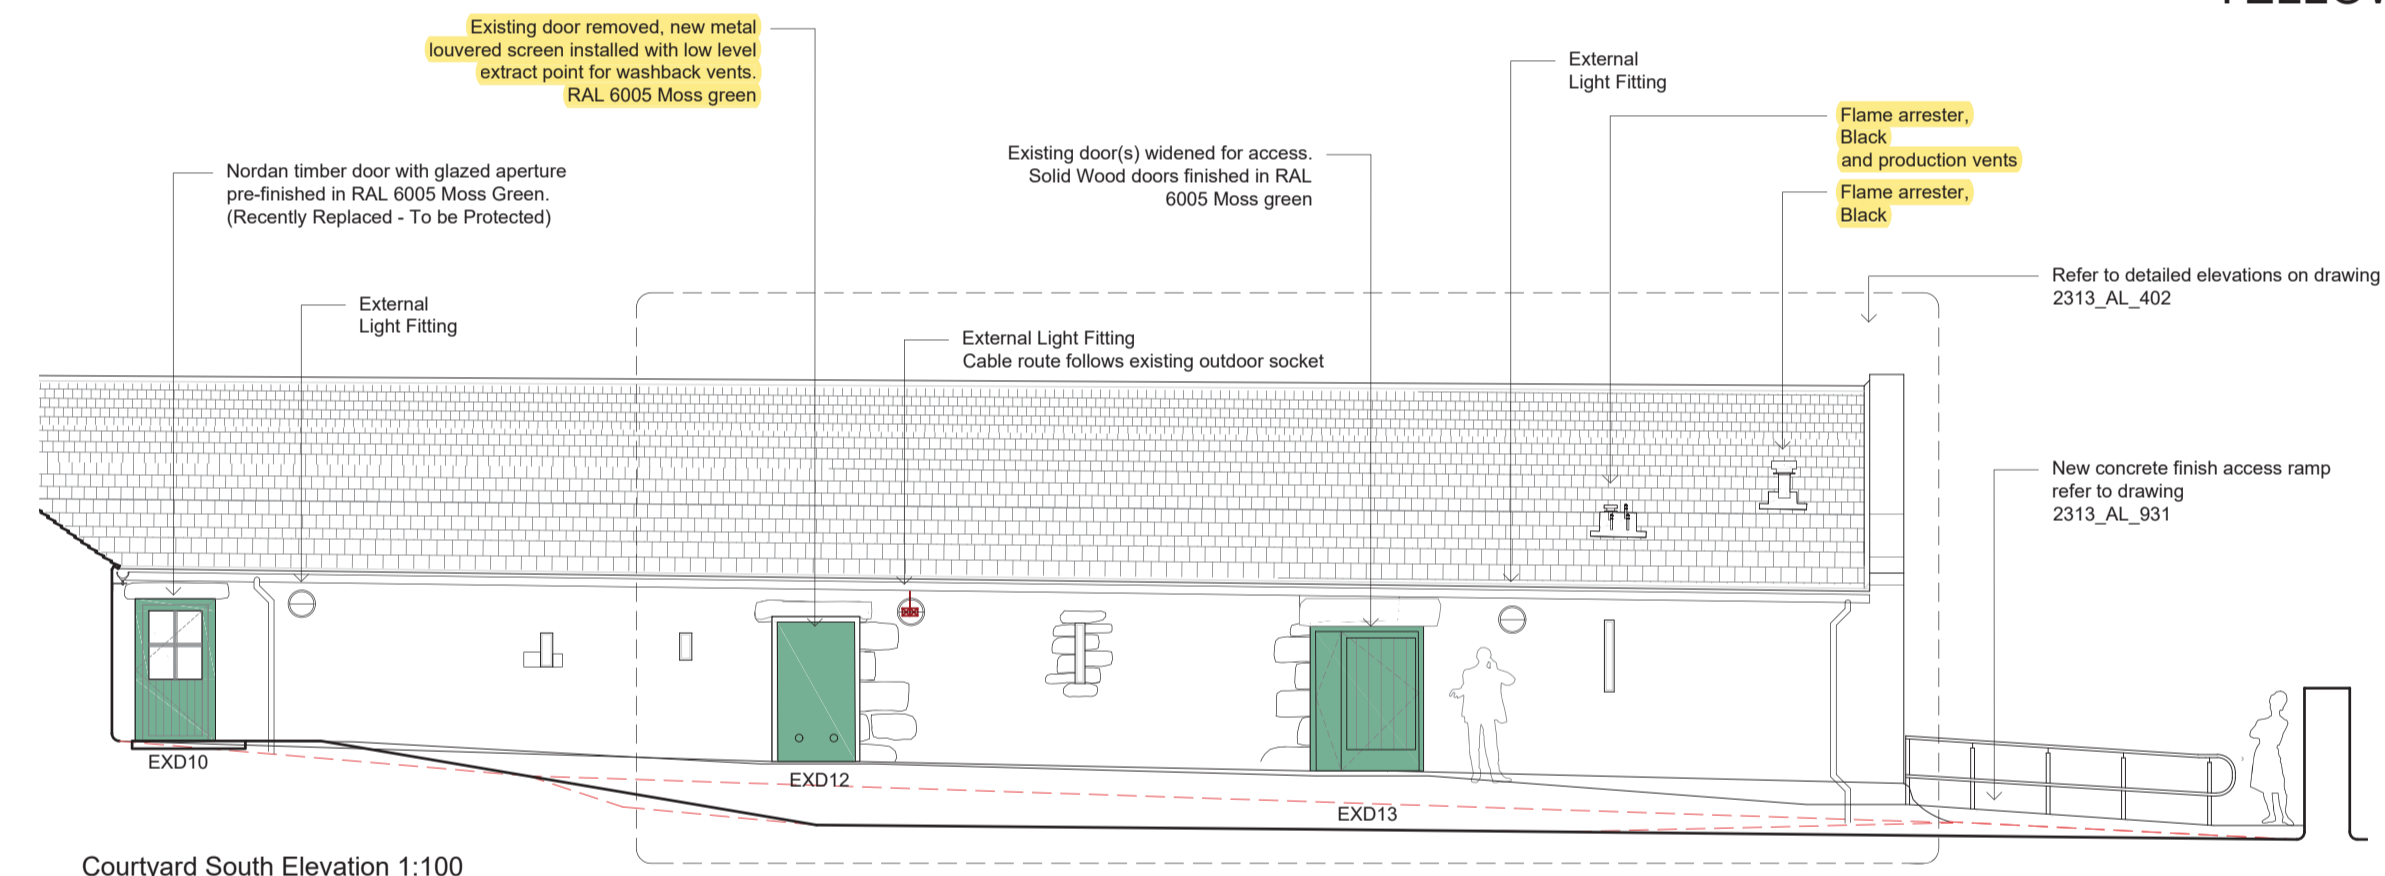 Existing door removed, new metal
louvered screen installed with low level
extract point for washback vents.
RAL 6005 Moss green
External
Light Fitting
Flame arrester,
Black
and production vents
Flame arrester,
Black
Existing door(s) widened for access.
Solid Wood doors finished in RAL
6005 Moss green
Nordan timber door with glazed aperture
pre-finished in RAL 6005 Moss Green.
(Recently Replaced - To be Protected)
Refer to detailed elevations on drawing
2313_AL_402
External
Light Fitting
External Light Fitting
Cable route follows existing outdoor socket
New concrete finish access ramp
refer to drawing
2313_AL_931
EXD10
EXD12
EXD13
Courtyard South Elevation 1:100